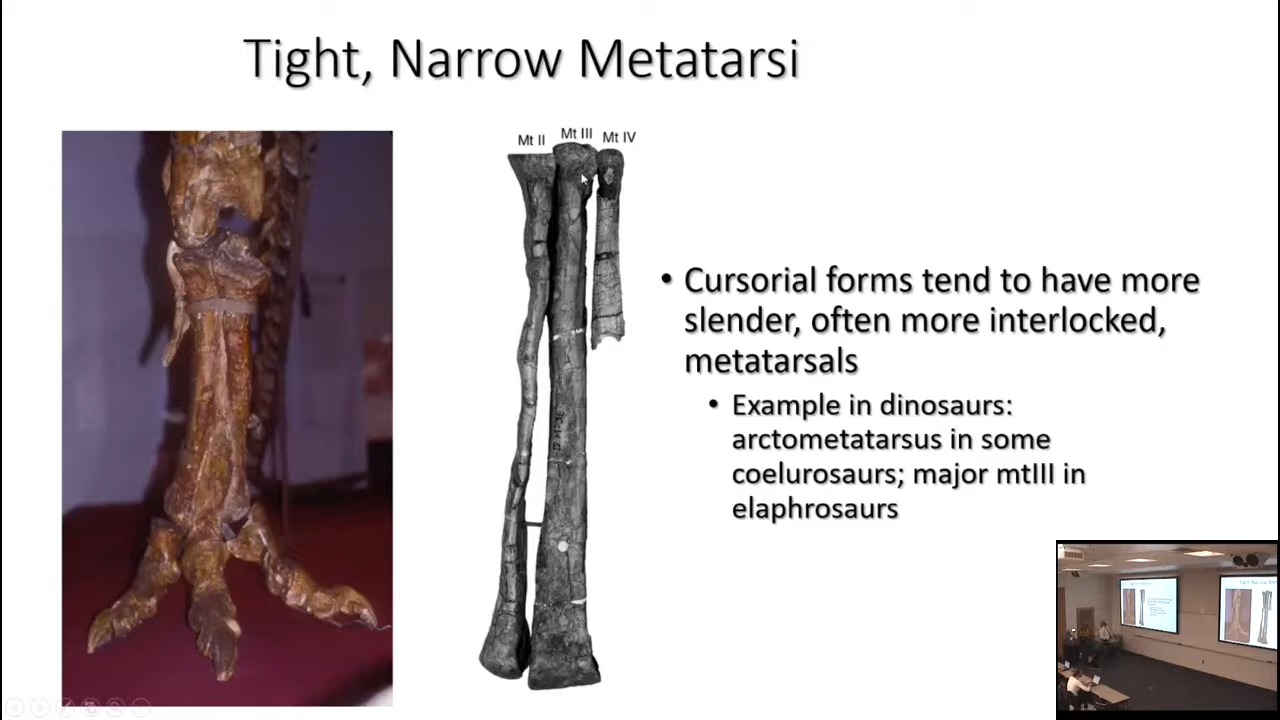 Tight, Narrow Metatarsi
Mt II
Mt III
Mt IV
• Cursorial forms tend to have more
slender, often more interlocked,
metatarsals
• Example in dinosaurs:
arctometatarsus in some
coelurosaurs; major mtIII in
elaphrosaurs